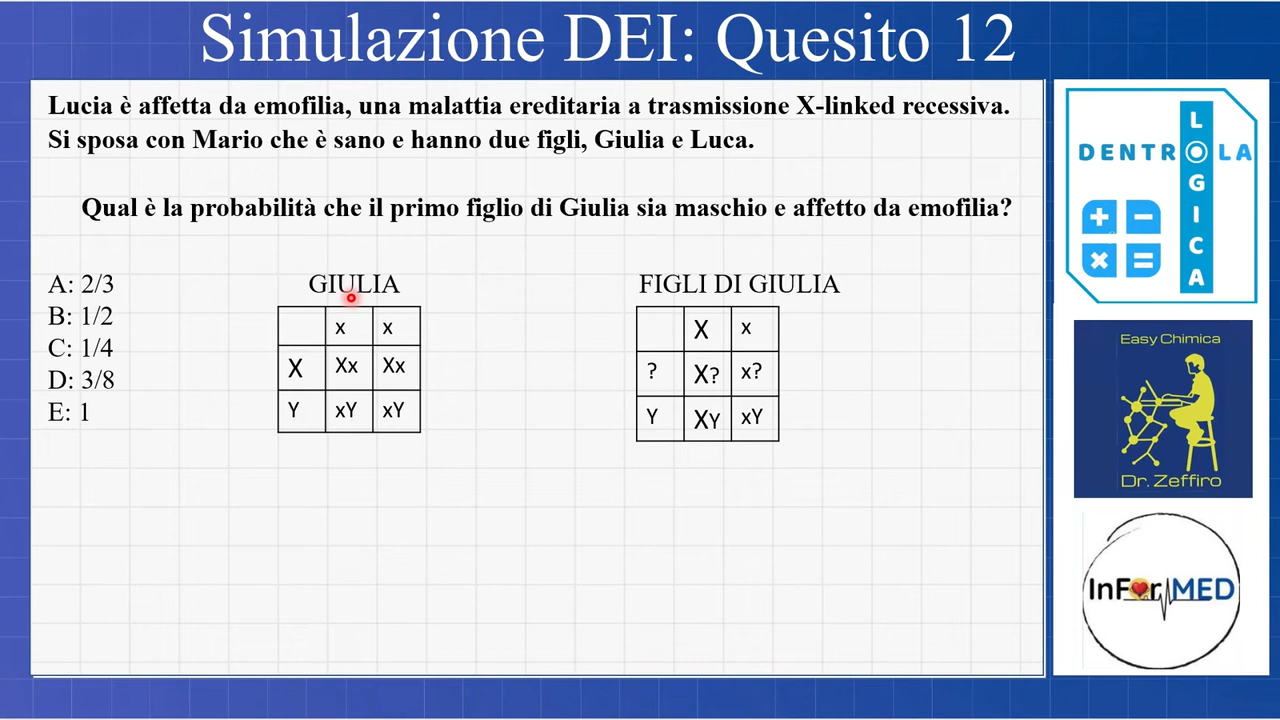 Simulazione DEI: Quesito 12
Lucia è affetta da emofilia, una malattia ereditaria a trasmissione X-linked recessiva.
Si sposa con Mario che è sano e hanno due figli, Giulia e Luca.
Qual è la probabilità che il primo figlio di Giulia sia maschio e affetto da emofilia?
A: 2/3
B: 1/2
C: 1/4
D: 3/8
E: 1
GIULIA
x x
X Xx Xx
Y xY xY
FIGLI DI GIULIA
X x
? X? x?
Y XY xY
DENTRO LA
LOGICA
Easy Chimica
Dr. Zeffiro
InForMED